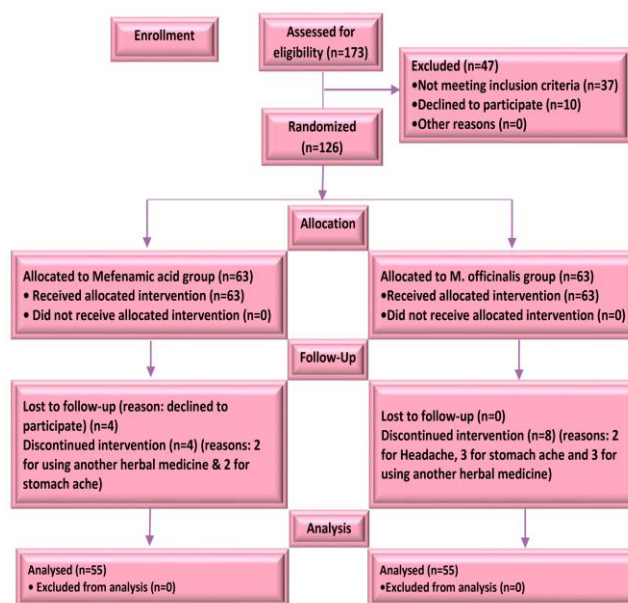 Enrollment
Assessed for
eligibility (n=173)
Excluded (n=47)
•Not meeting inclusion criteria (n=37)
•Declined to participate (n=10)
•Other reasons (n=0)
Randomized
(n=126)
Allocation
Allocated to Mefenamic acid group (n=63)
• Received allocated intervention (n=63)
• Did not receive allocated intervention (n=0)
Allocated to M. officinalis group (n=63)
•Received allocated intervention (n=63)
•Did not receive allocated intervention (n=0)
Follow-Up
Lost to follow-up (reason: declined to
participate) (n=4)
Discontinued intervention (n=4) (reasons: 2
for using another herbal medicine & 2 for
stomach ache)
Lost to follow-up (n=0)
Discontinued intervention (n=8) (reasons: 2
for Headache, 3 for stomach ache and 3 for
using another herbal medicine)
Analysis
Analysed (n=55)
• Excluded from analysis (n=0)
Analysed (n=55)
•Excluded from analysis (n=0)